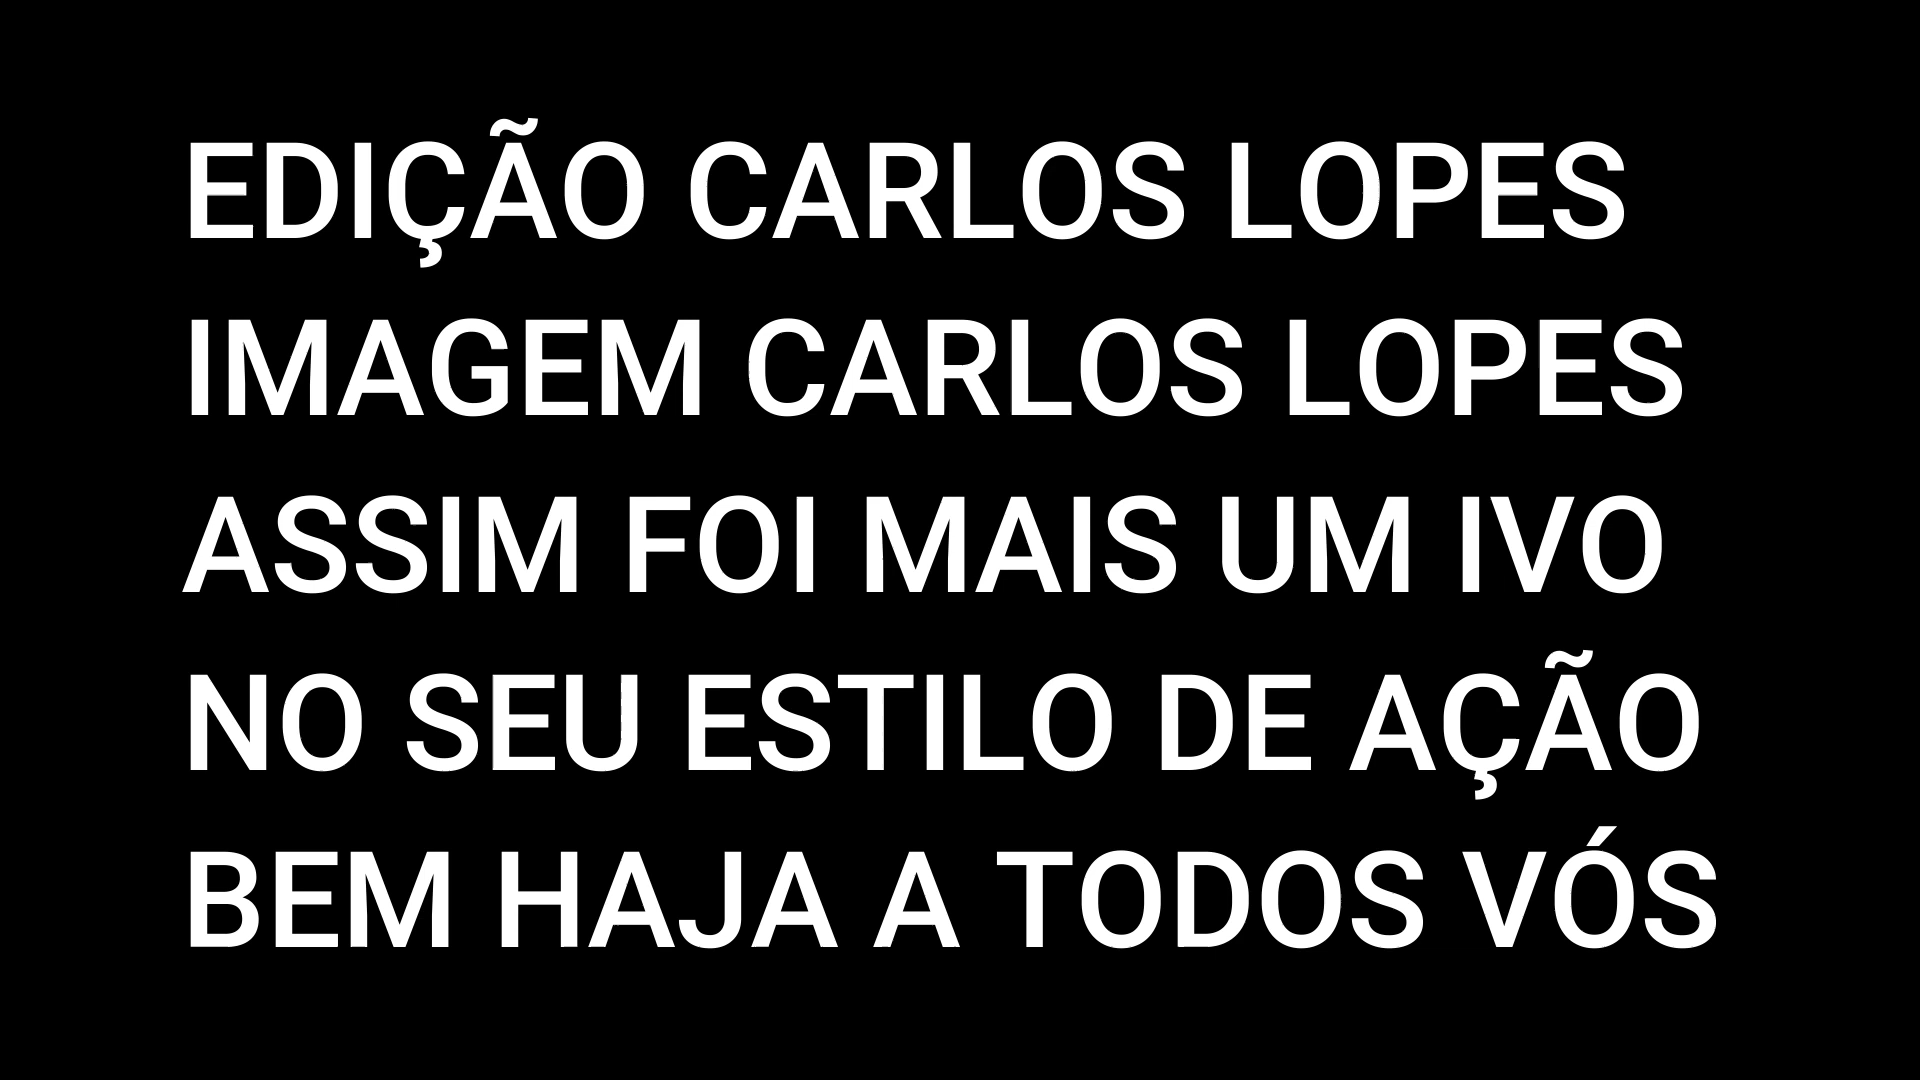 EDIÇÃO CARLOS LOPES
IMAGEM CARLOS LOPES
ASSIM FOI MAIS UM IVO
NO SEU ESTILO DE AÇÃO
BEM HAJA A TODOS VÓS